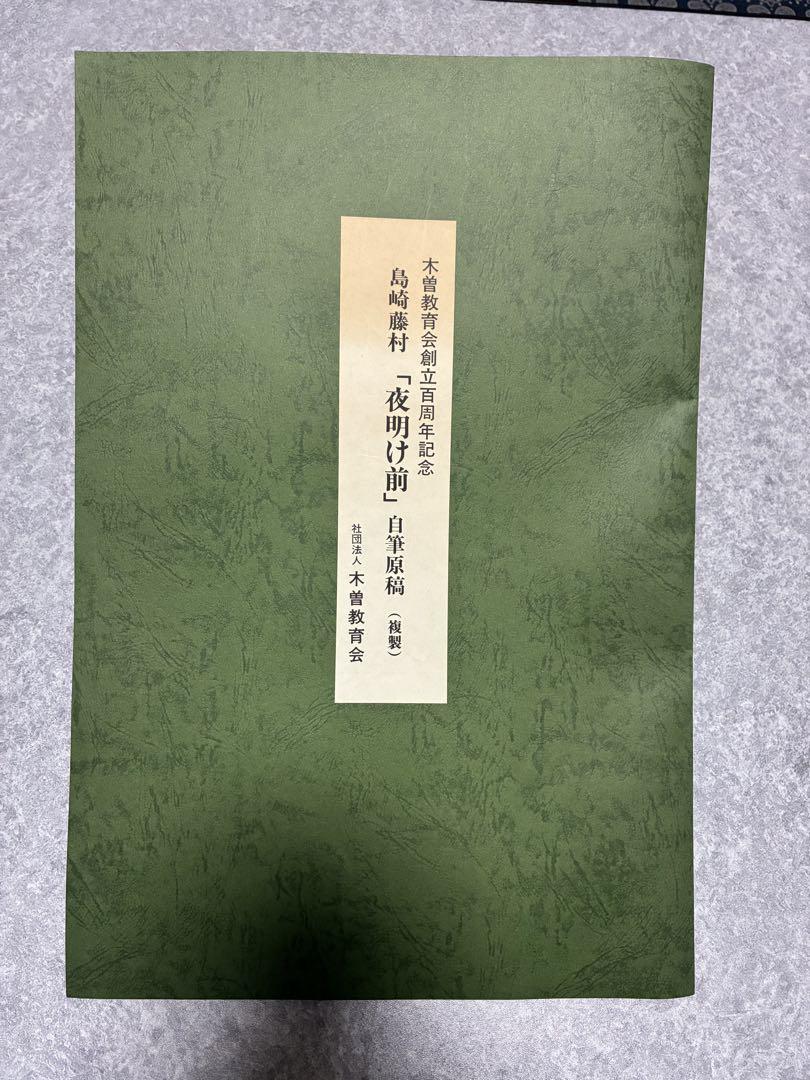 木曽教育会創立百周年記念
島崎藤村 「夜明け前」自筆原稿（複製）
社団法人 木曽教育会